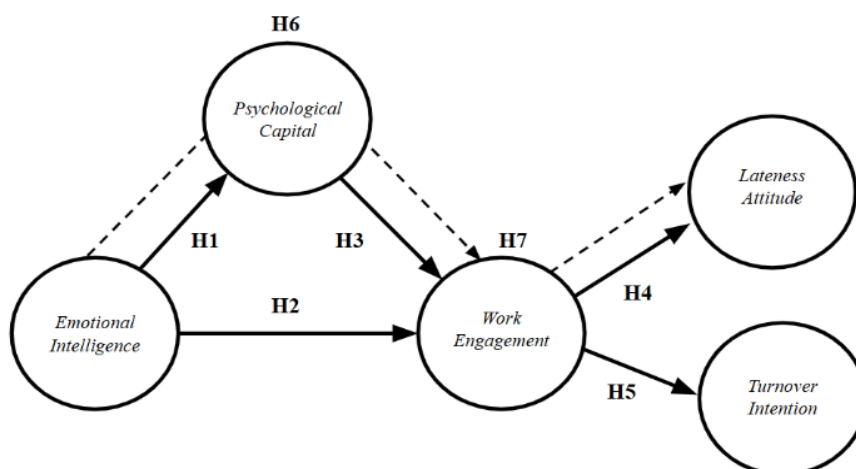 H6
Psychological
Capital
Lateness
Attitude
H1
H3
H7
H4
H2
Emotional
Intelligence
Work
Engagement
H5
Turnover
Intention